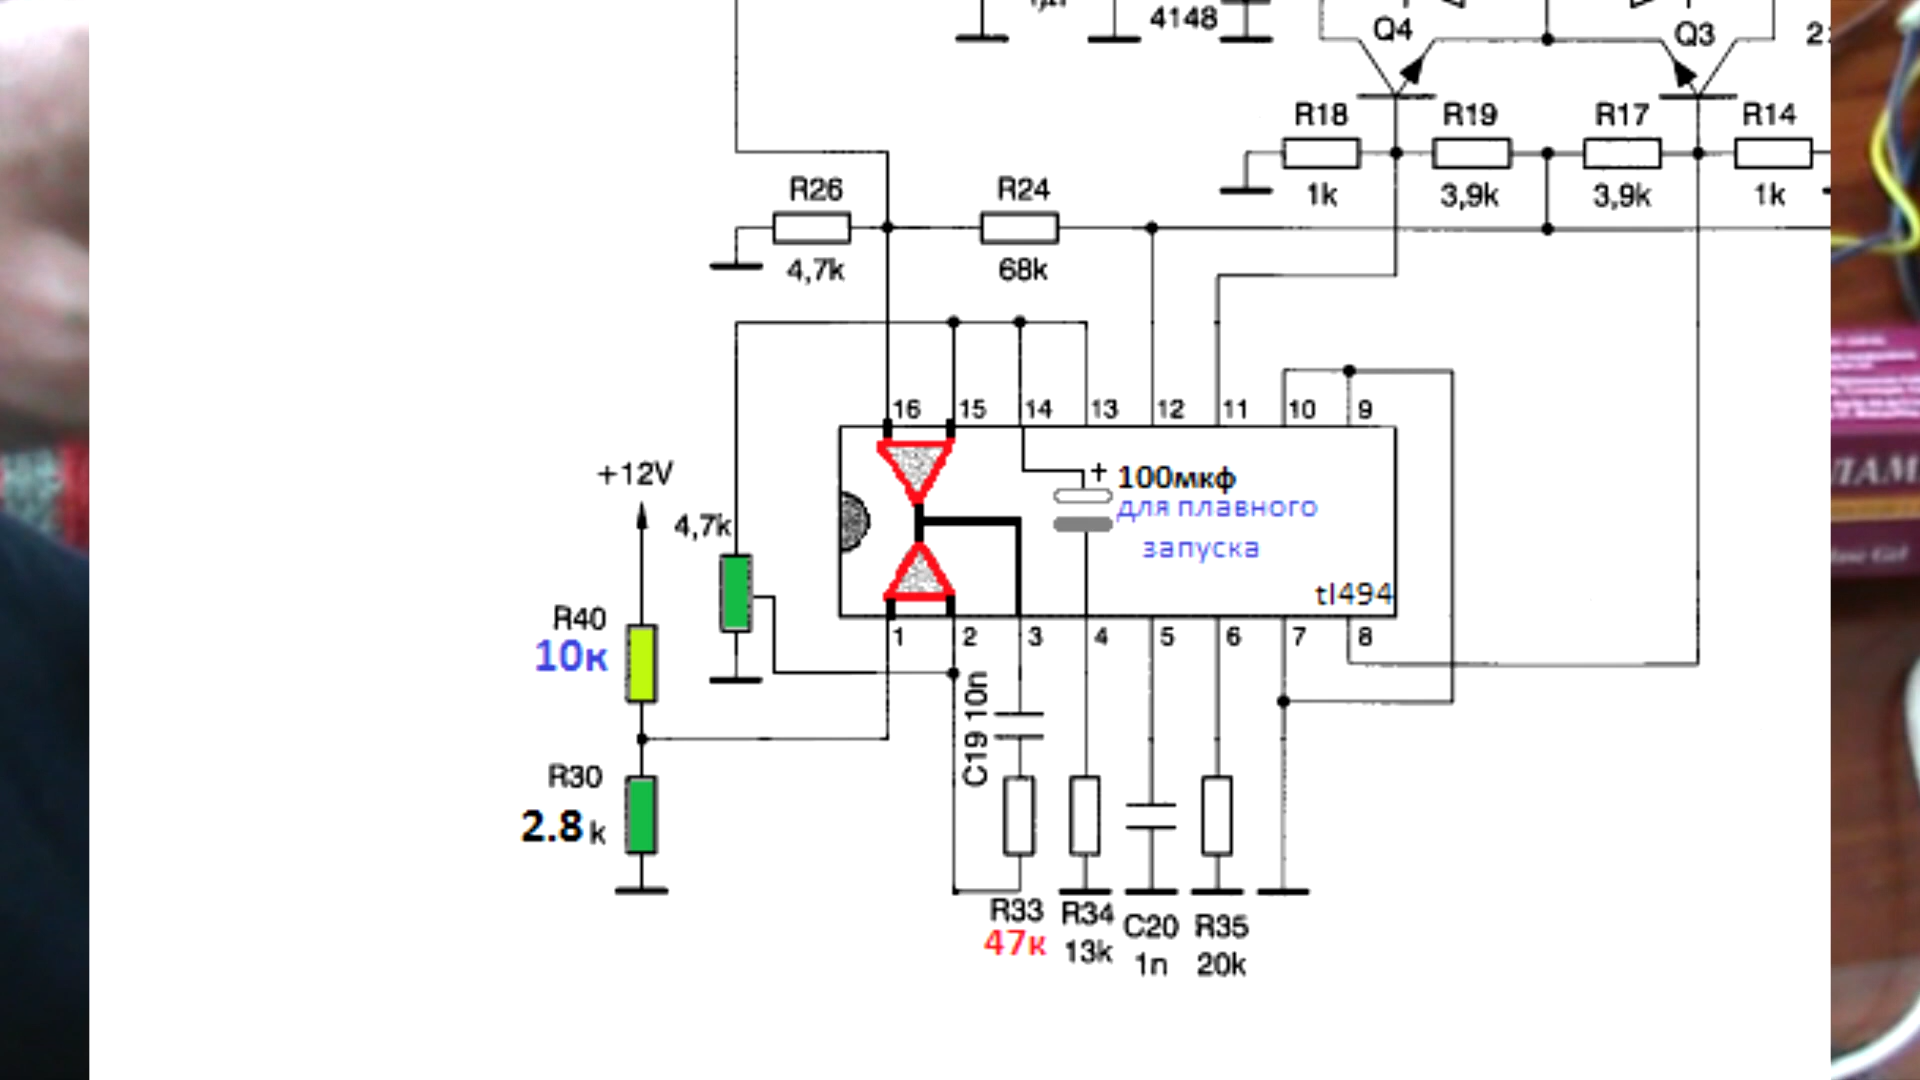 4148
Q4
Q3
R18
R19
R17
R14
1k
3,9k
3,9k
1k
R26
R24
4,7k
68k
16
15
14
13
12
11
10
9
+12V
4,7k
+
100мкф
для плавного
запуска
tl494
R40
10к
1
2
3
4
5
6
7
8
C19 10n
R30
2.8 k
R33
47к
R34
13k
C20
1n
R35
20k